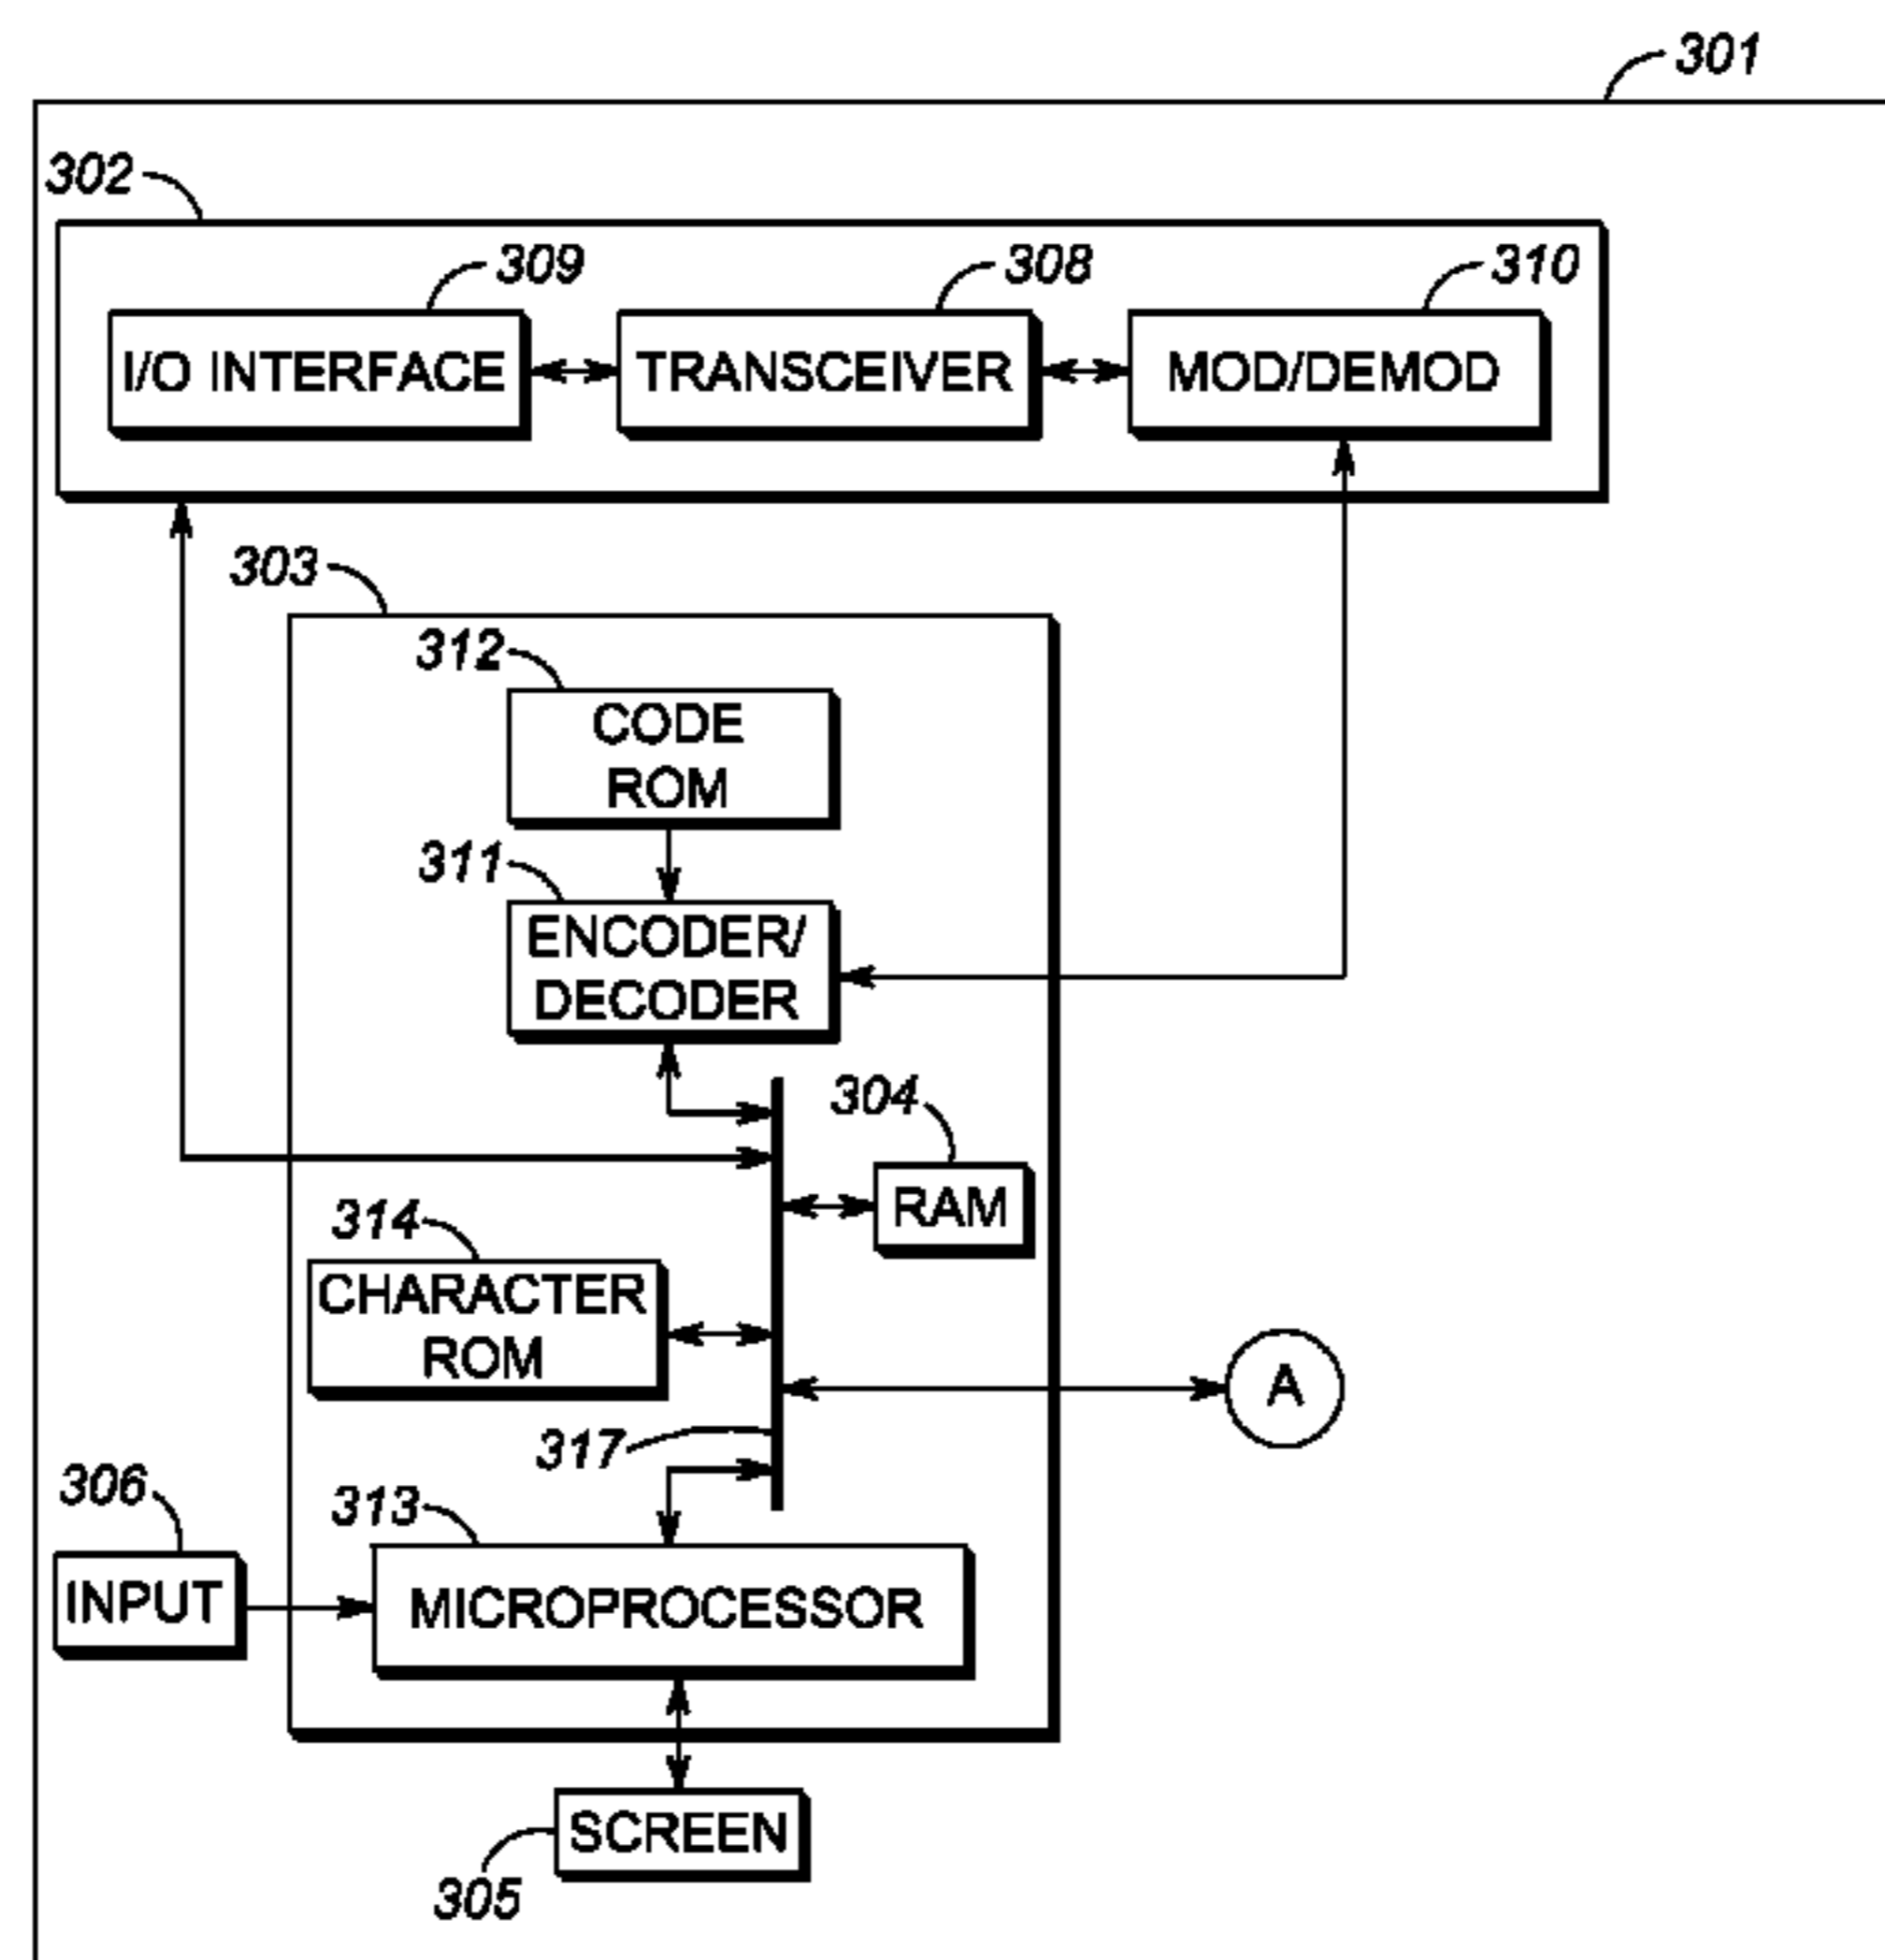 301
302
309
308
310
I/O INTERFACE
TRANSCEIVER
MOD/DEMOD
303
312
CODE
ROM
311
ENCODER/
DECODER
304
RAM
314
CHARACTER
ROM
A
317
306
313
INPUT
MICROPROCESSOR
SCREEN
305